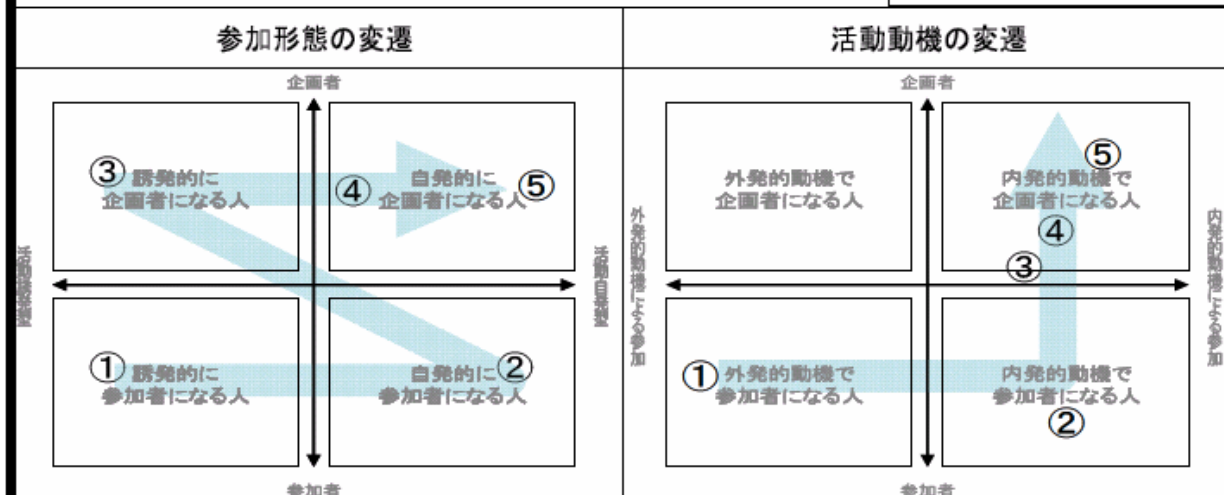 参加形態の変遷
活動動機の変遷
企画者
③
誘発的に
企画者になる人
④
自発的に
企画者になる人
⑤
①
誘発的に
参加者になる人
自発的に
参加者になる人
②
参加者
企画者
外発的動機による参加
外発的動機で
企画者になる人
⑤
内発的動機で
企画者になる人
④
③
内発的動機による参加
①
外発的動機で
参加者になる人
内発的動機で
参加者になる人
②
参加者